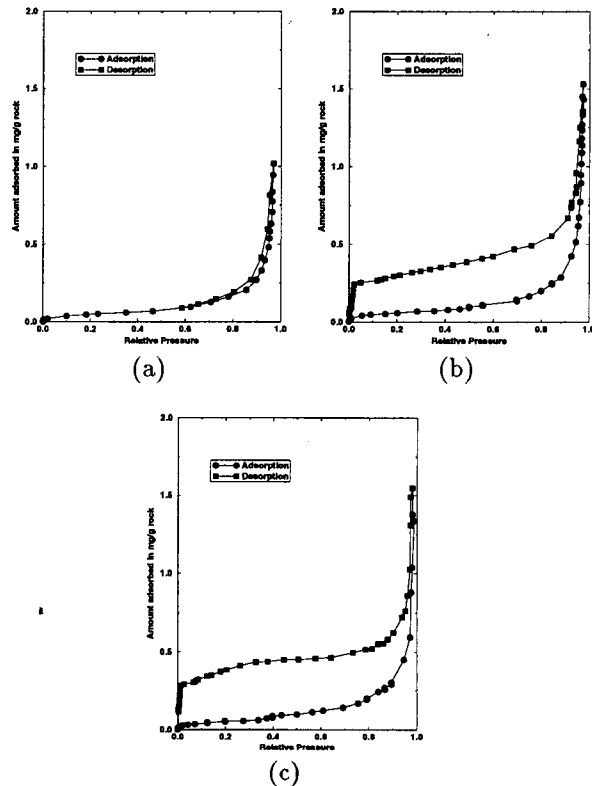 (a)
Amount adsorbed in mg/g rock
2.0
1.5
1.0
0.5
0.0
Adsorption
Desorption
0.0 0.2 0.4 0.6 0.8 1.0
Relative Pressure
(b)
Amount adsorbed in mg/g rock
2.0
1.5
1.0
0.5
0.0
Adsorption
Desorption
0.0 0.2 0.4 0.6 0.8 1.0
Relative Pressure
(c)
Amount adsorbed in mg/g rock
2.0
1.5
1.0
0.5
0.0
Adsorption
Desorption
0.0 0.2 0.4 0.6 0.8 1.0
Relative Pressure